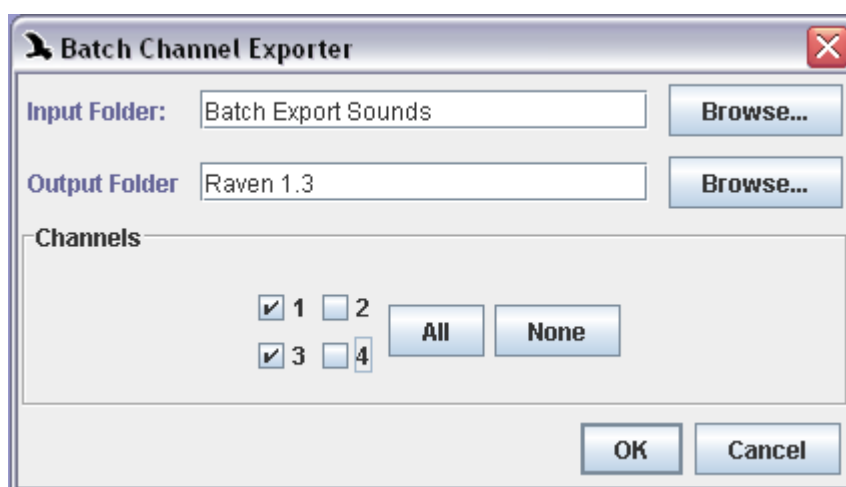 Batch Channel Exporter
Input Folder: Batch Export Sounds Browse...
Output Folder Raven 1.3 Browse...
Channels
1 2
All None
3 4
OK Cancel